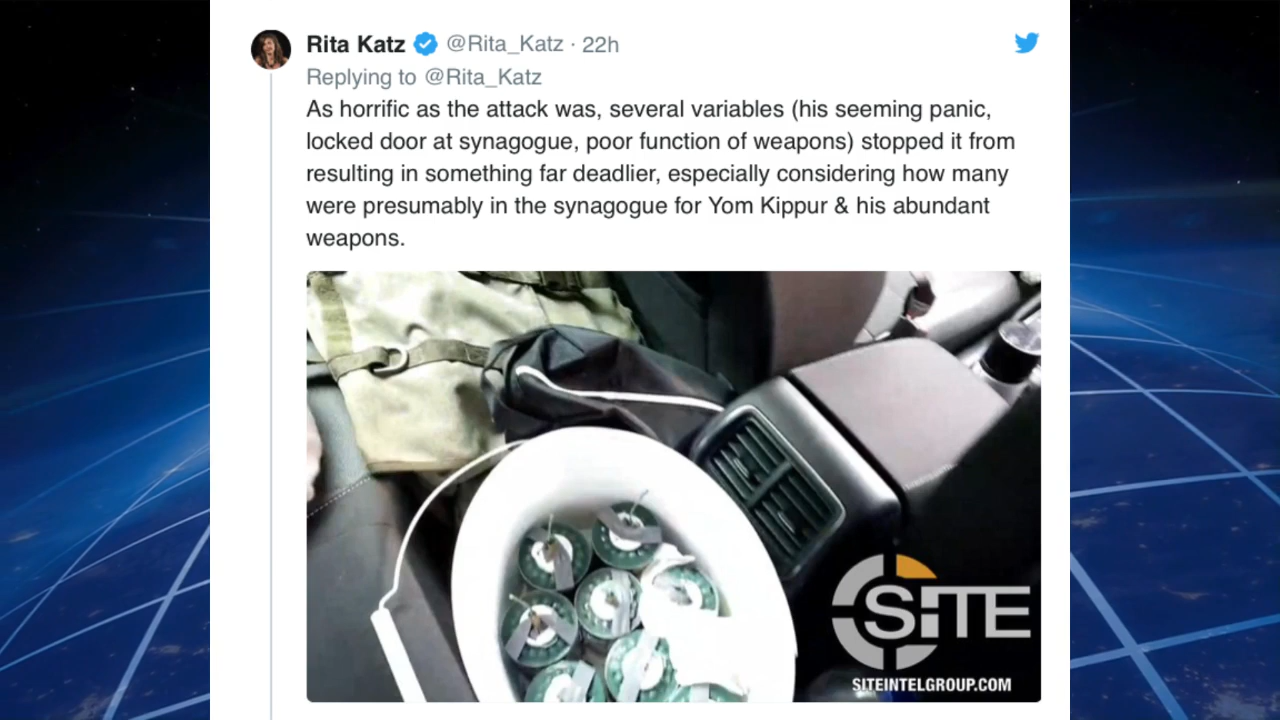 Rita Katz @Rita_Katz · 22h
Replying to @Rita_Katz
As horrific as the attack was, several variables (his seeming panic,
locked door at synagogue, poor function of weapons) stopped it from
resulting in something far deadlier, especially considering how many
were presumably in the synagogue for Yom Kippur & his abundant
weapons.
SITE
SITEINTELGROUP.COM